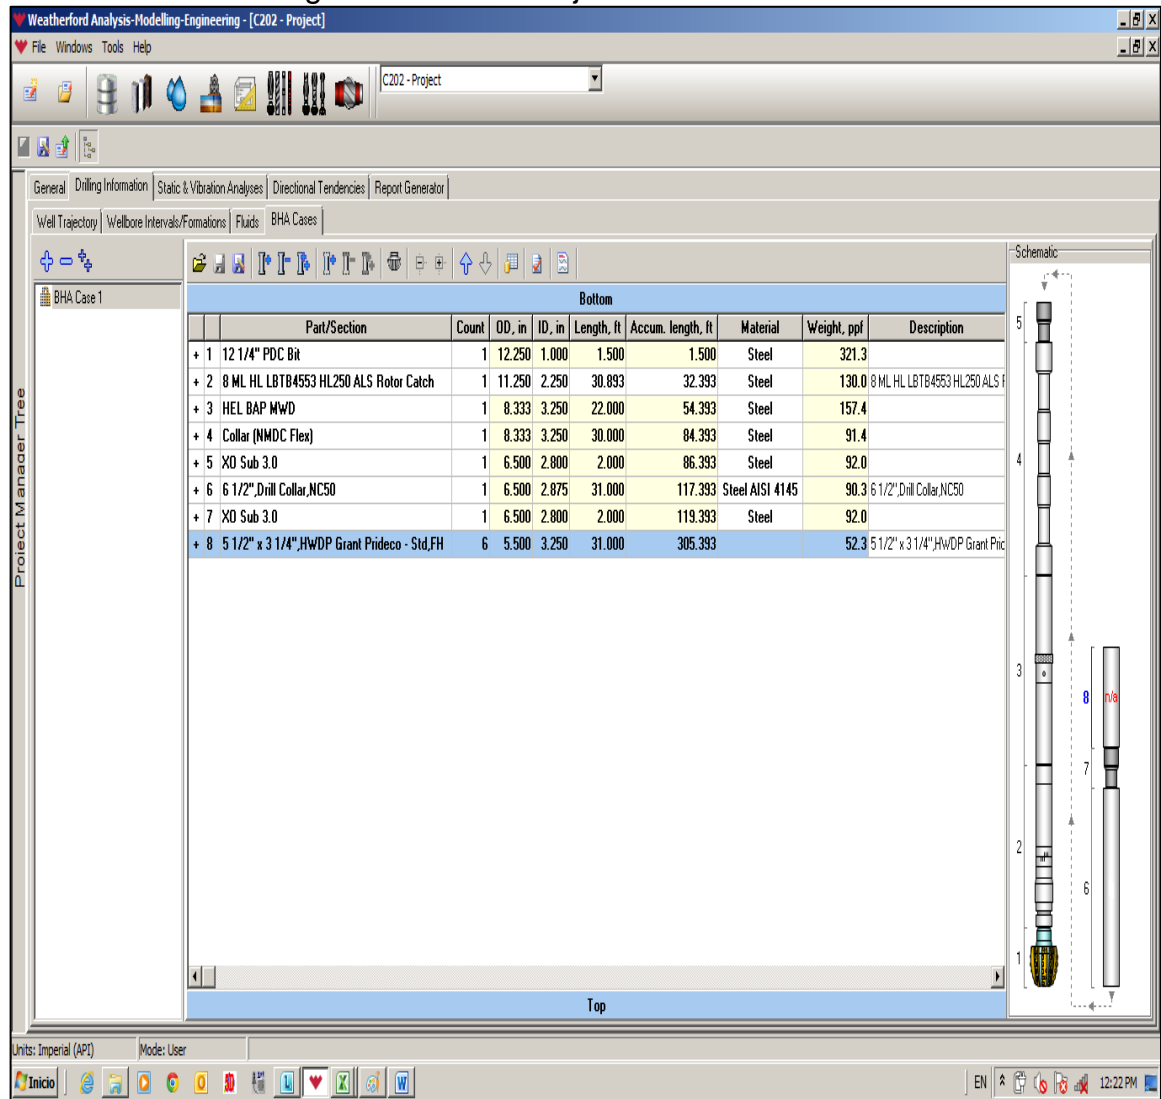 Weatherford Analysis-Modelling-Engineering - [C202 - Project]
File Windows Tools Help
C202 - Project
General Drilling Information Static & Vibration Analyses Directional Tendencies Report Generator
Well Trajectory Wellbore Intervals/Formations Fluids BHA Cases
Schematic
BHA Case 1
Bottom
Part/Section Count OD, in ID, in Length, ft Accum. length, ft Material Weight, ppf Description
+ 1 12 1/4" PDC Bit 1 12.250 1.000 1.500 1.500 Steel 321.3
+ 2 8 ML HL LBTB4553 HL250 ALS Rotor Catch 1 11.250 2.250 30.893 32.393 Steel 130.0 8 ML HL LBTB4553 HL250 ALS
+ 3 HEL BAP MWD 1 8.333 3.250 22.000 54.393 Steel 157.4
+ 4 Collar (NMDC Flex) 1 8.333 3.250 30.000 84.393 Steel 91.4
+ 5 XO Sub 3.0 1 6.500 2.800 2.000 86.393 Steel 92.0
+ 6 6 1/2",Drill Collar,NC50 1 6.500 2.875 31.000 117.393 Steel AISI 4145 90.3 6 1/2",Drill Collar,NC50
+ 7 XO Sub 3.0 1 6.500 2.800 2.000 119.393 Steel 92.0
+ 8 5 1/2" x 3 1/4",HWDP Grant Prideco - Std,FH 6 5.500 3.250 31.000 305.393 52.3 5 1/2" x 3 1/4",HWDP Grant Pric
5
4
3
2
1
8 n/a
7
6
Project Manager Tree
Top
Units: Imperial (API) Mode: User
Inicio EN 12:22 PM